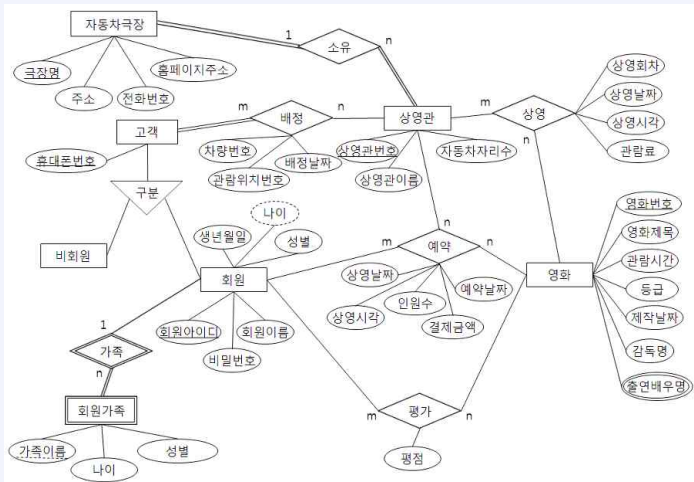 자동차극장
1
소유
n
극장명
홈페이지주소
주소
전화번호
상영회차
상영날짜
상영시각
관람료
m
배정
n
상영관
m
상영
n
고객
휴대폰번호
차량번호
배정날짜
관람위치번호
상영관번호
자동차자리수
상영관이름
구분
나이
생년월일
성별
비회원
회원
m
n
예약
n
영화
영화번호
영화제목
관람시간
등급
제작날짜
감독명
출연배우명
상영날짜
예약날짜
상영시각
인원수
결제금액
회원아이디
회원이름
비밀번호
1
가족
n
회원가족
가족이름
나이
성별
m
평가
n
평점